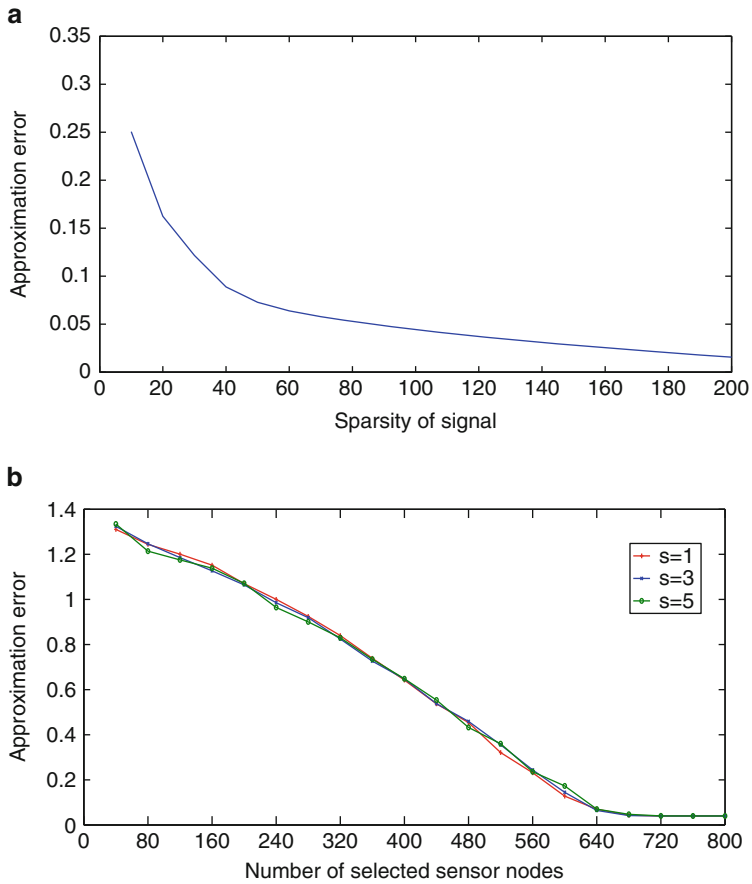 a
0.35
0.3
0.25
0.2
0.15
0.1
0.05
0
Approximation error
0 20 40 60 80 100 120 140 160 180 200
Sparsity of signal
b
1.4
1.2
1
0.8
0.6
0.4
0.2
0
Approximation error
s=1
s=3
s=5
0 80 160 240 320 400 480 560 640 720 800
Number of selected sensor nodes